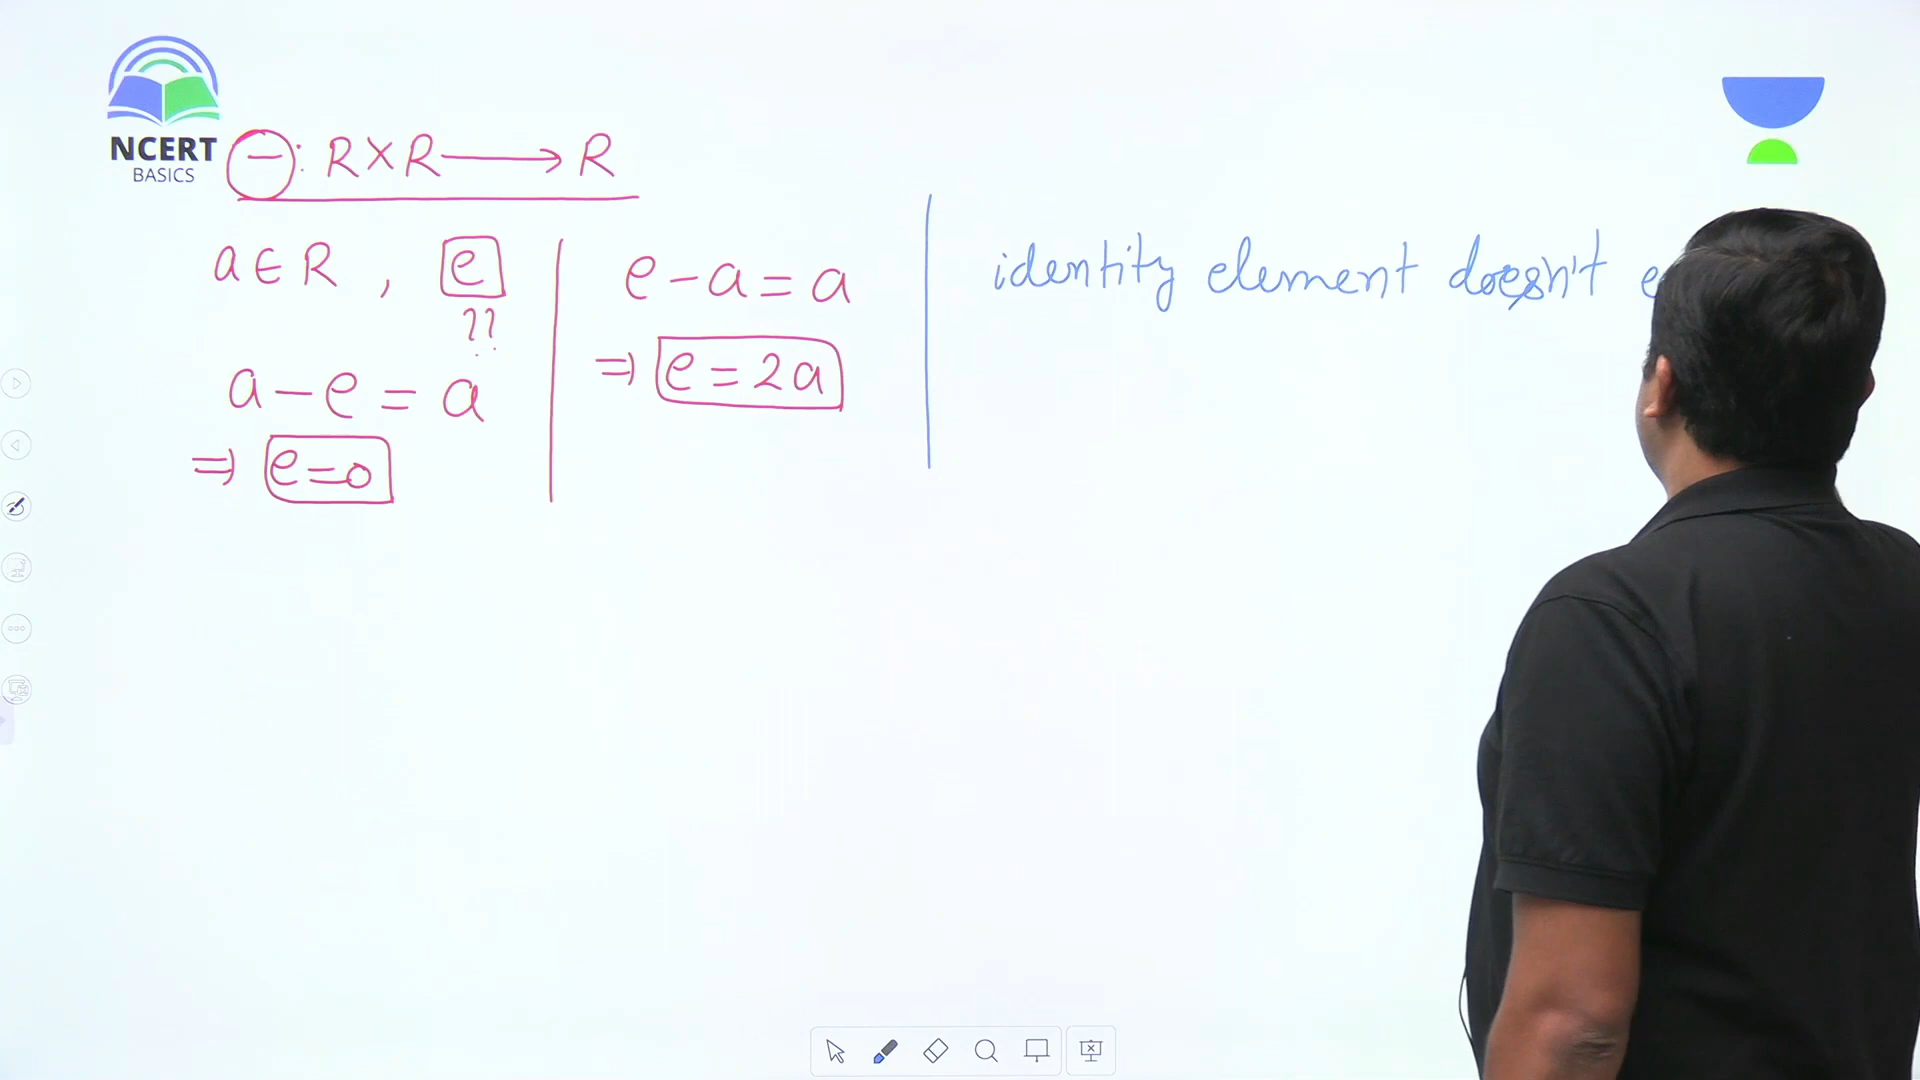 NCERT
BASICS
−: R×R ⟶ R
a ∈ R , e
??
a − e = a
⇒ e = 0
e − a = a
⇒ e = 2a
identity element doesn't